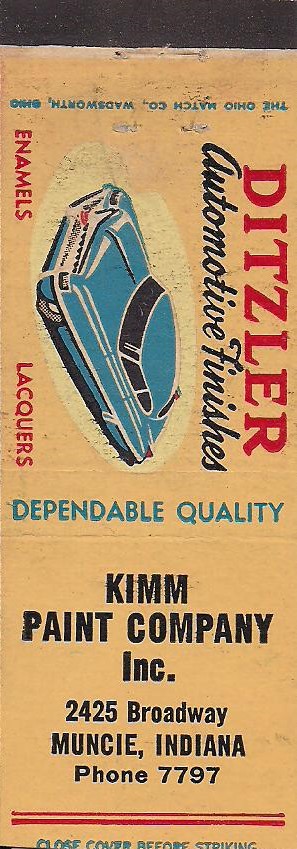 THE OHIO MATCH CO., WADSWORTH, OHIO
DITZLER
Automotive Finishes
ENAMELS
LACQUERS
DEPENDABLE QUALITY
KIMM
PAINT COMPANY
Inc.
2425 Broadway
MUNCIE, INDIANA
Phone 7797
CLOSE COVER BEFORE STRIKING